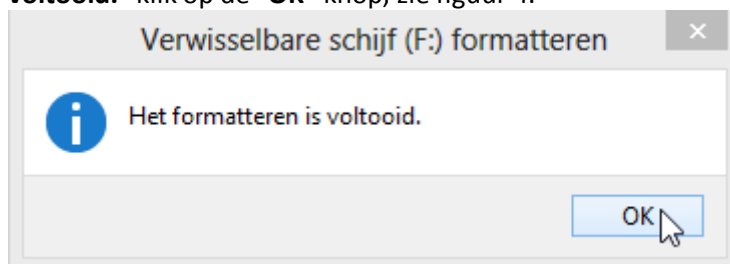 voltooid." klik op de "OK" knop, zie figuur 4.
Verwisselbare schijf (F:) formatteren
Het formatteren is voltooid.
OK